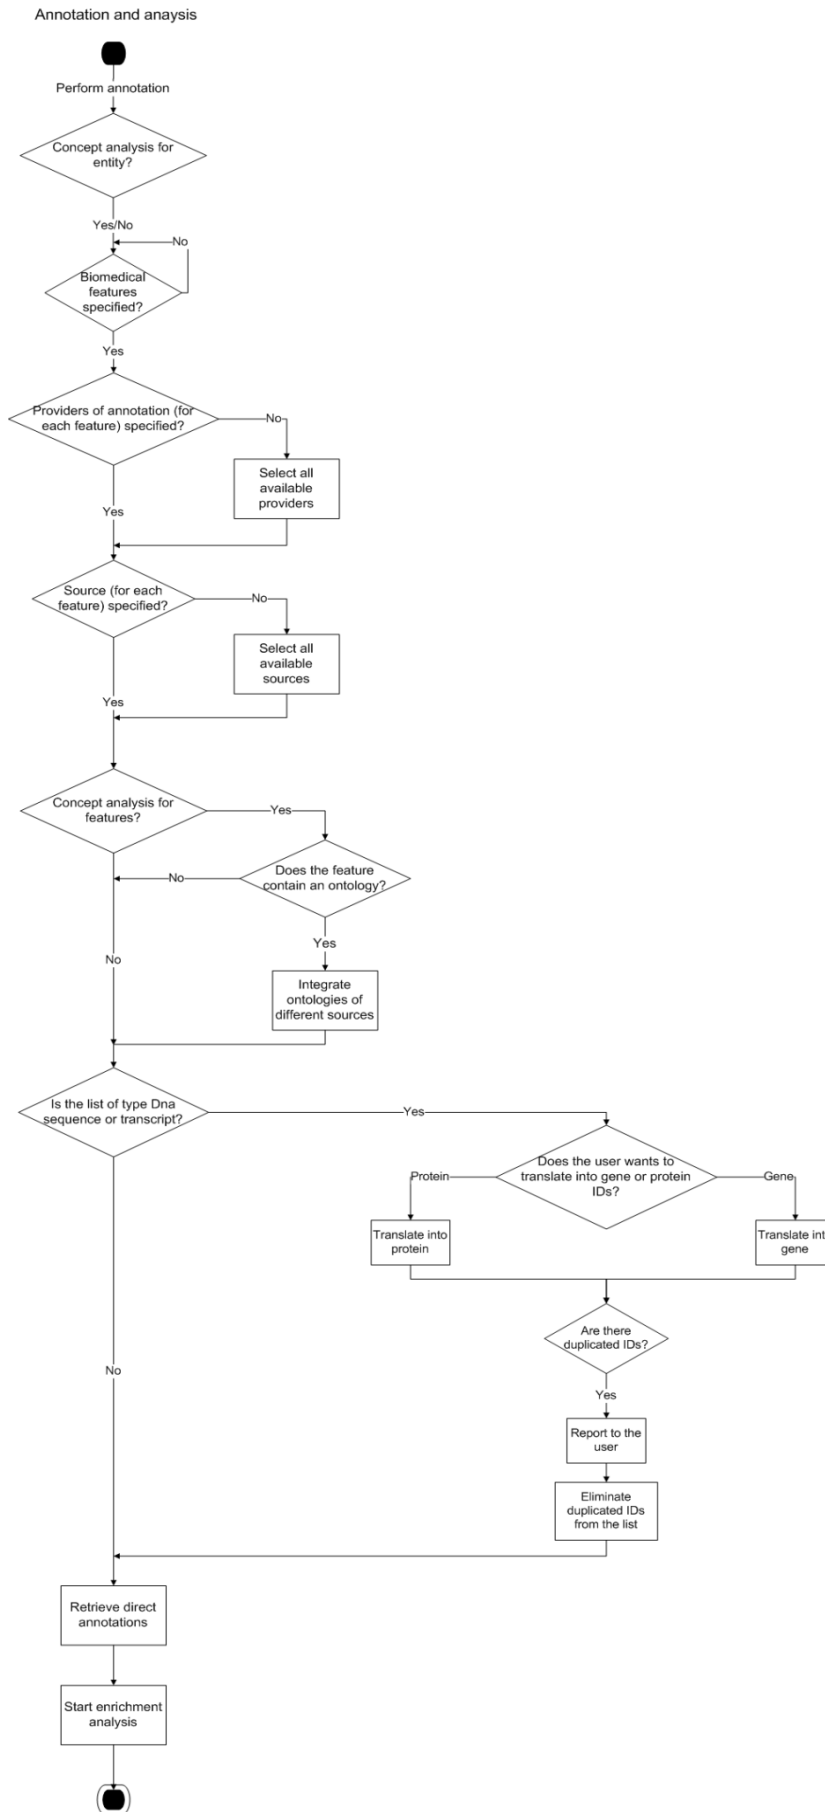 Annotation and anaysis
Perform annotation
Concept analysis for
entity?
Yes/No
No
Biomedical
features
specified?
Yes
Providers of annotation (for
each feature) specified?
No
Select all
available
providers
Yes
Source (for each
feature) specified?
No
Select all
available
sources
Yes
Concept analysis for
features?
Yes
Does the feature
contain an ontology?
No
Yes
No
Integrate
ontologies of
different sources
Is the list of type Dna
sequence or transcript?
Yes
Does the user wants to
translate into gene or protein
IDs?
Protein
Gene
Translate into
protein
Translate int
gene
Are there
duplicated IDs?
No
Yes
Report to the
user
Eliminate
duplicated IDs
from the list
Retrieve direct
annotations
Start enrichment
analysis